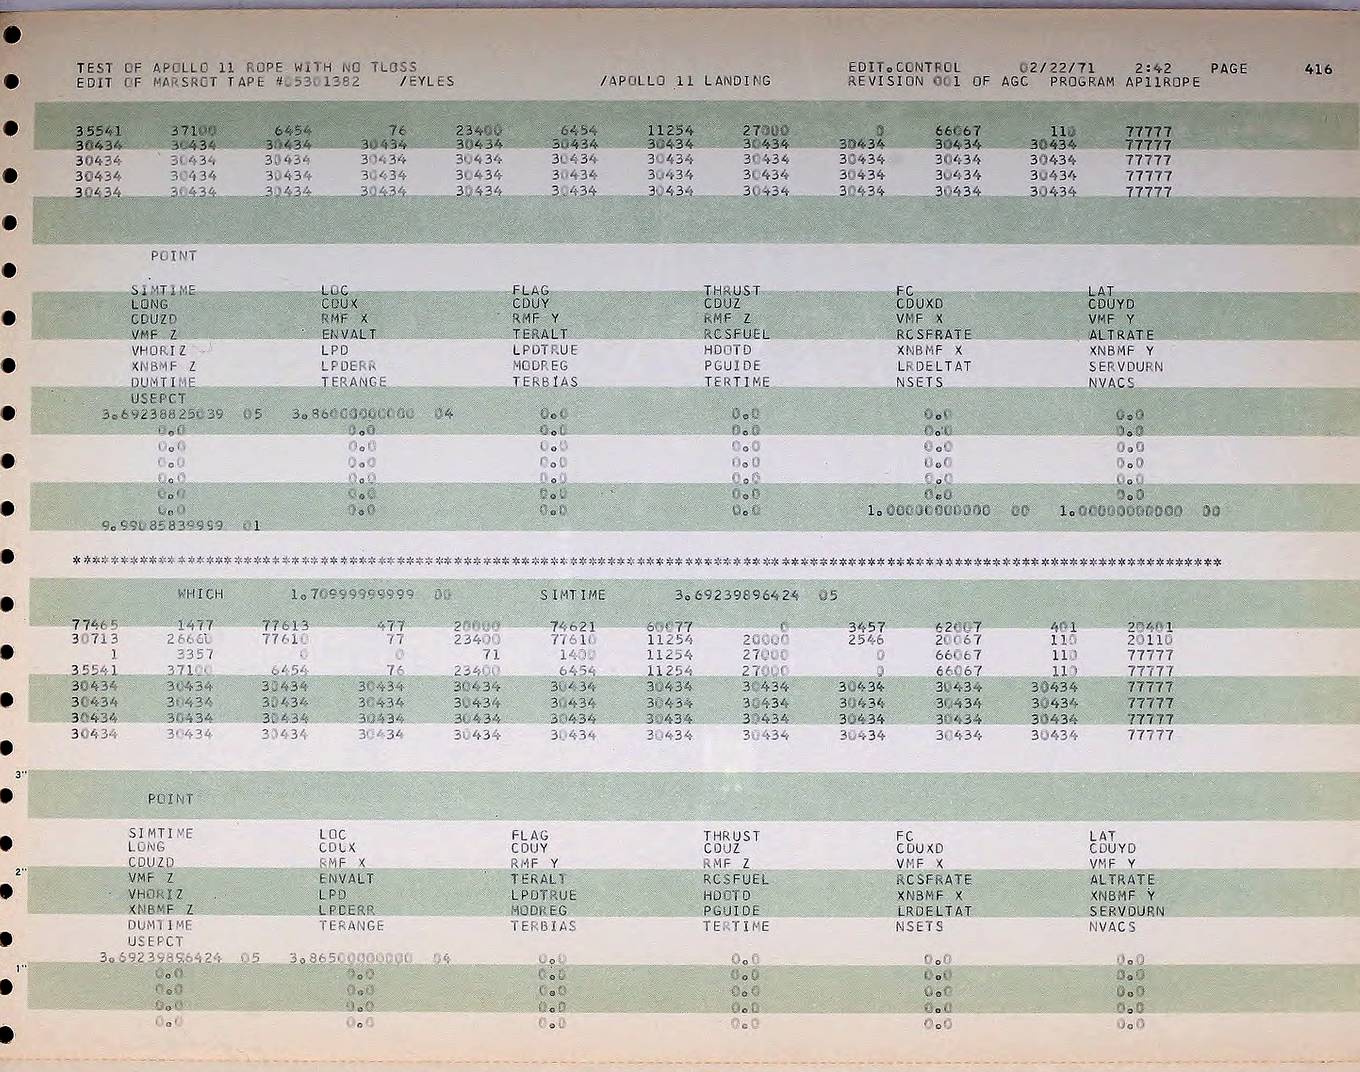 TEST OF APOLLO 11 ROPE WITH NO TLOSS EDIT.CONTROL 02/22/71 2:42 PAGE 416
EDIT OF MARSROT TAPE #05301382 /EYLES /APOLLO 11 LANDING REVISION 001 OF AGC PROGRAM AP11ROPE
35541 37100 6454 76 23400 6454 11254 27000 0 66067 110 77777
30434 30434 30434 30434 30434 30434 30434 30434 30434 30434 30434 77777
30434 30434 30434 30434 30434 30434 30434 30434 30434 30434 30434 77777
30434 30434 30434 30434 30434 30434 30434 30434 30434 30434 30434 77777
30434 30434 30434 30434 30434 30434 30434 30434 30434 30434 30434 77777
POINT
SIMTIME LOC FLAG THRUST FC LAT
LONG CDUX CDUY CDUZ CDUXD CDUYD
CDUZD RMF X RMF Y RMF Z VMF X VMF Y
VMF Z ENVALT TERALT RCSFUEL RCSFRATE ALTRATE
VHORIZ LPD LPDTRUE HDOTD XNBMF X XNBMF Y
XNBMF Z LPDERR MODREG PGUIDE LRDELTAT SERVDURN
DUMTIME TERANGE TERBIAS TERTIME NSETS NVACS
USEPCT
3.69238825039 05 3.86000000000 04 0.0 0.0 0.0 0.0
0.0 0.0 0.0 0.0 0.0 0.0
0.0 0.0 0.0 0.0 0.0 0.0
0.0 0.0 0.0 0.0 0.0 0.0
0.0 0.0 0.0 0.0 0.0 0.0
0.0 0.0 0.0 0.0 0.0 0.0
0.0 0.0 0.0 0.0 1.00000000000 00 1.00000000000 00
9.99085839999 01
************************************************************************************************************************
WHICH 1.70999999999 00 SIMTIME 3.69239896424 05
77465 1477 77613 477 20000 74621 60077 0 3457 62007 401 20401
30713 26660 77610 77 23400 77610 11254 20000 2546 20067 110 20110
1 3357 0 0 71 1400 11254 27000 0 66067 110 77777
35541 37100 6454 76 23400 6454 11254 27000 0 66067 110 77777
30434 30434 30434 30434 30434 30434 30434 30434 30434 30434 30434 77777
30434 30434 30434 30434 30434 30434 30434 30434 30434 30434 30434 77777
30434 30434 30434 30434 30434 30434 30434 30434 30434 30434 30434 77777
30434 30434 30434 30434 30434 30434 30434 30434 30434 30434 30434 77777
3"
POINT
SIMTIME LOC FLAG THRUST FC LAT
LONG CDUX CDUY CDUZ CDUXD CDUYD
CDUZD RMF X RMF Y RMF Z VMF X VMF Y
2"
VMF Z ENVALT TERALT RCSFUEL RCSFRATE ALTRATE
VHORIZ LPD LPDTRUE HDOTD XNBMF X XNBMF Y
XNBMF Z LPDERR MODREG PGUIDE LRDELTAT SERVDURN
DUMTIME TERANGE TERBIAS TERTIME NSETS NVACS
USEPCT
3.69239896424 05 3.86500000000 04 0.0 0.0 0.0 0.0
1"
0.0 0.0 0.0 0.0 0.0 0.0
0.0 0.0 0.0 0.0 0.0 0.0
0.0 0.0 0.0 0.0 0.0 0.0
0.0 0.0 0.0 0.0 0.0 0.0